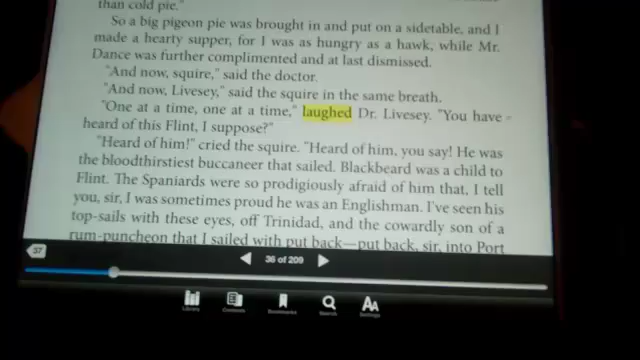 than cold pie."
So a big pigeon pie was brought in and put on a sidetable, and I
made a hearty supper, for I was as hungry as a hawk, while Mr.
Dance was further complimented and at last dismissed.
"And now, squire," said the doctor.
"And now, Livesey," said the squire in the same breath.
"One at a time, one at a time," laughed Dr. Livesey. "You have
heard of this Flint, I suppose?"
"Heard of him!" cried the squire. "Heard of him, you say! He was
the bloodthirstiest buccaneer that sailed. Blackbeard was a child to
Flint. The Spaniards were so prodigiously afraid of him that, I tell
you, sir, I was sometimes proud he was an Englishman. I've seen his
top-sails with these eyes, off Trinidad, and the cowardly son of a
rum-puncheon that I sailed with put back—put back, sir, into Port
37
36 of 209
Library Contents Bookmarks Search Settings